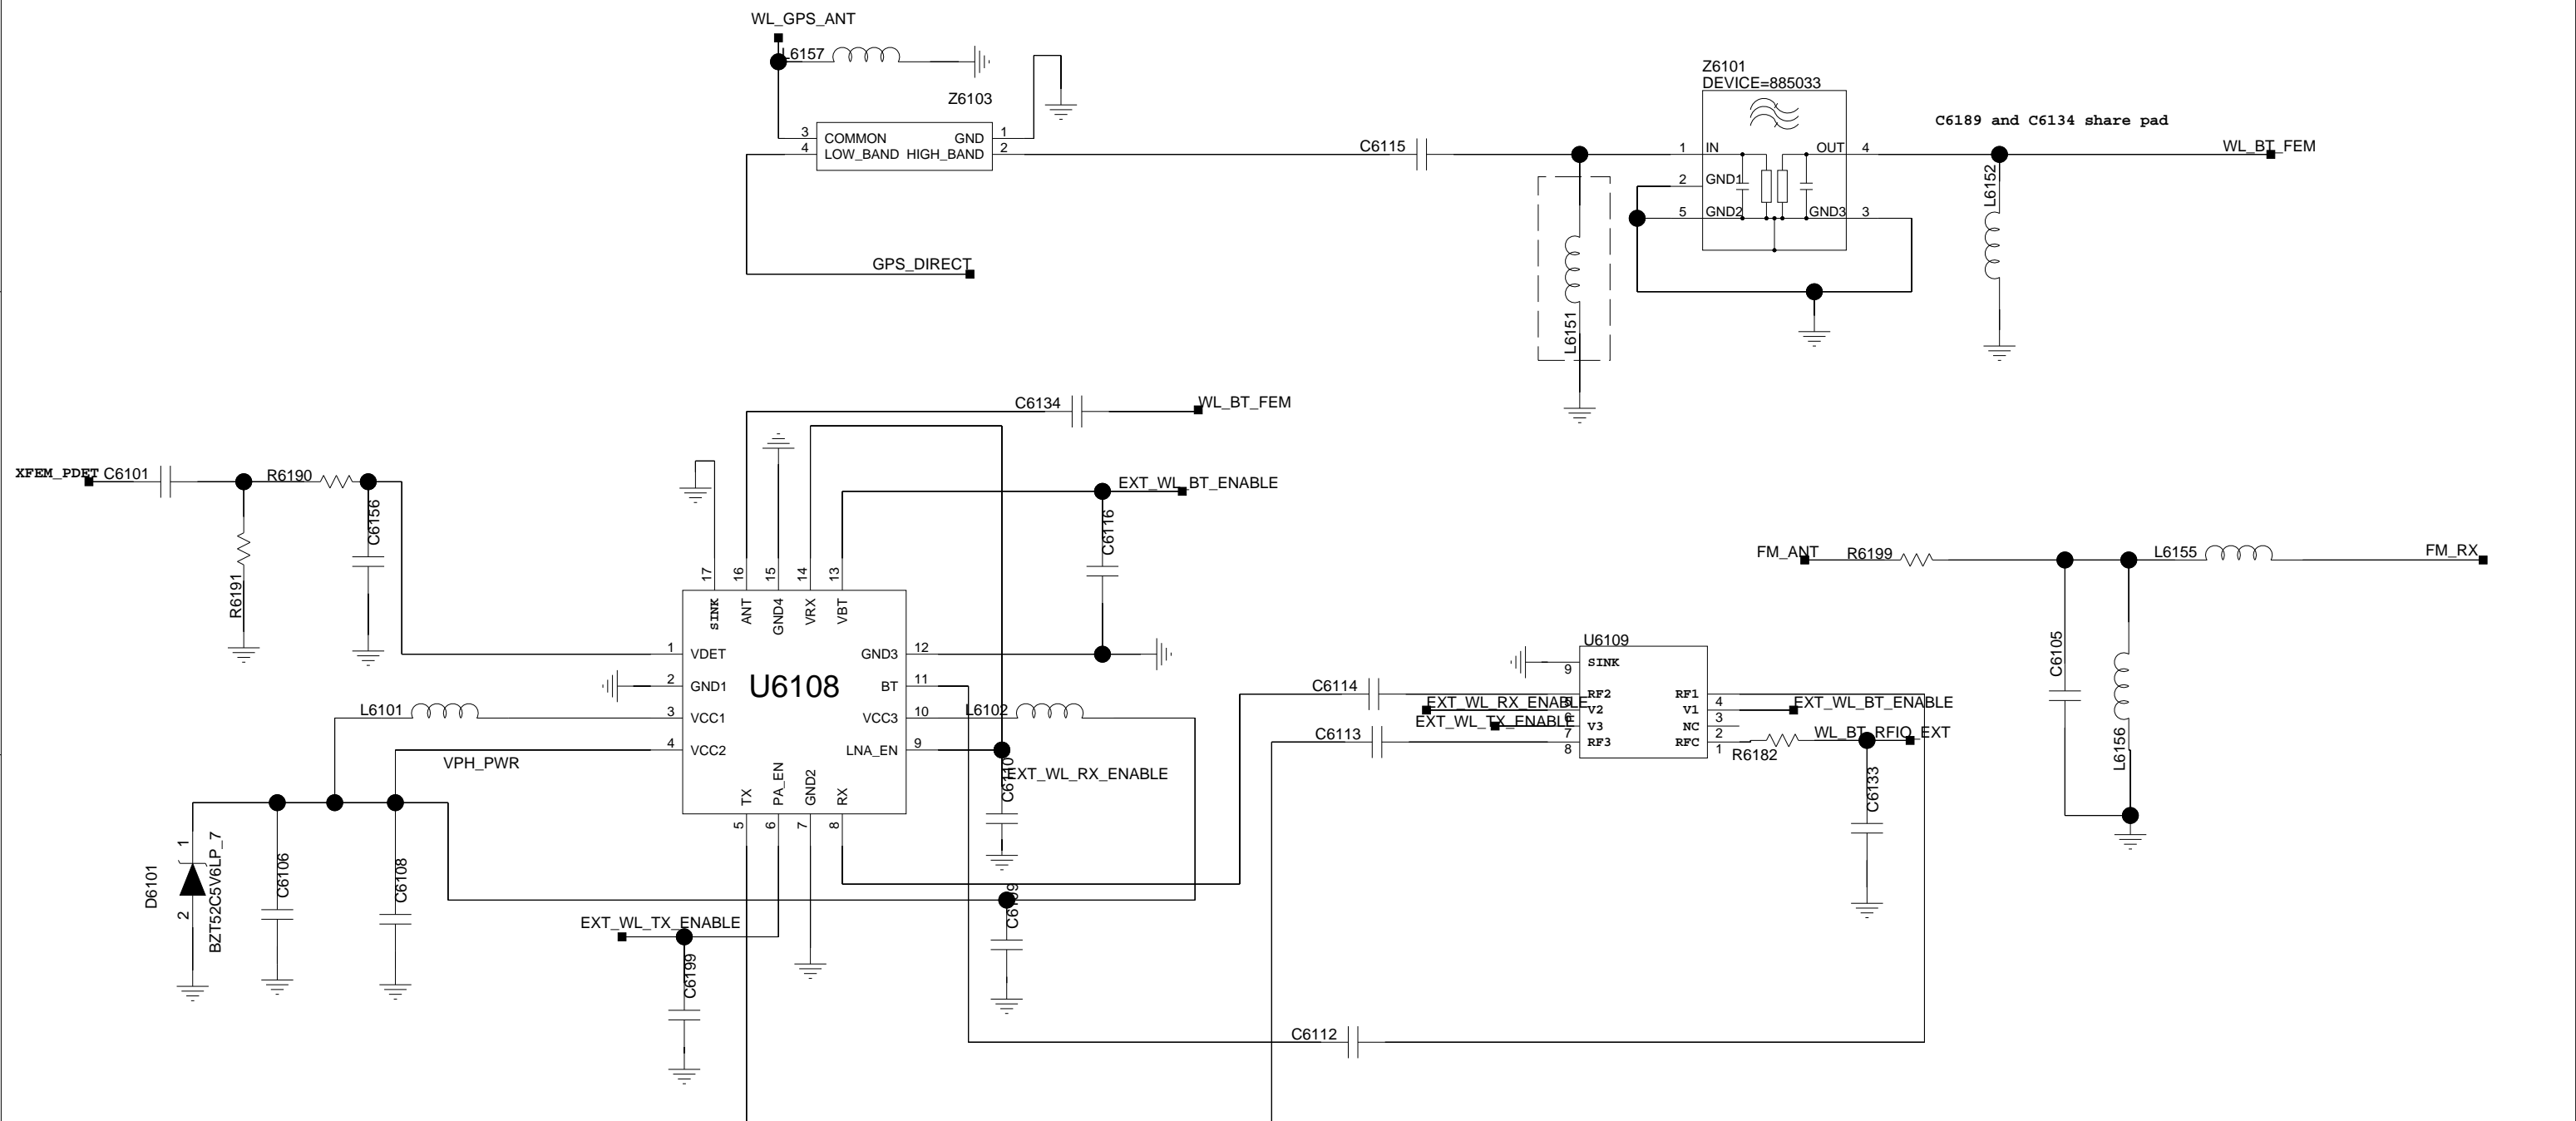 WL_GPS_ANT
L6157
Z6103
3 COMMON GND 1
4 LOW_BAND HIGH_BAND 2
GPS_DIRECT
C6115
Z6101
DEVICE=885033
1 IN OUT 4
2 GND1
5 GND2 GND3 3
L6151
C6189 and C6134 share pad
L6152
WL_BT_FEM
C6134
WL_BT_FEM
XFEM_PDET
C6101
R6190
C6156
R6191
EXT_WL_BT_ENABLE
C6116
17 16 15 14 13
SINK ANT GND4 VRX VBT
1 VDET GND3 12
2 GND1 BT 11
U6108
3 VCC1 VCC3 10
4 VCC2 LNA_EN 9
TX PA_EN GND2 RX
5 6 7 8
L6101
L6102
VPH_PWR
C6110
EXT_WL_RX_ENABLE
D6101
1
2
BZT52C5V6LP_7
C6106
C6108
EXT_WL_TX_ENABLE
C6199
C6112
C6114
C6113
EXT_WL_RX_ENABLE
EXT_WL_TX_ENABLE
U6109
9 SINK
RF2 RF1
V2 V1 4
6 V3 NC 3
7 RF3 RFC 2
8 1
EXT_WL_BT_ENABLE
WL_BT_RFIO_EXT
R6182
C6133
FM_ANT
R6199
L6155
FM_RX
C6105
L6156